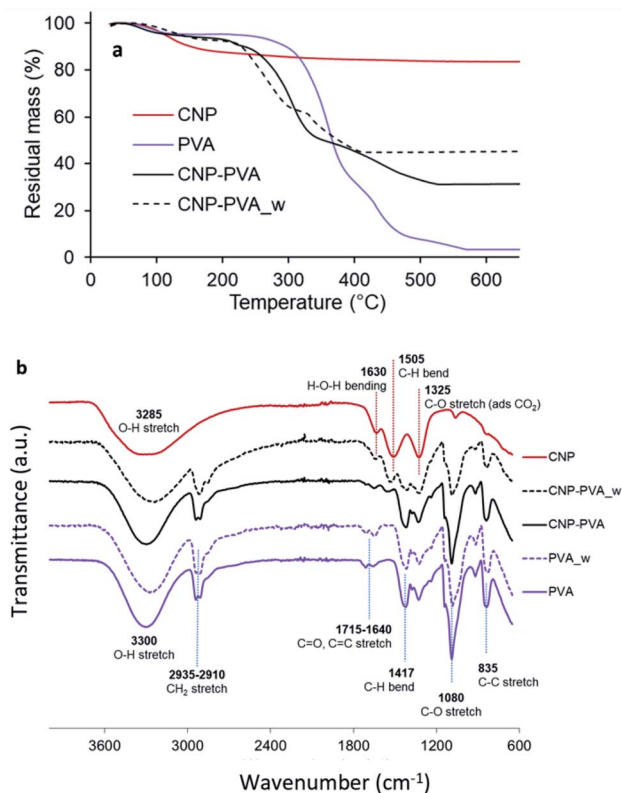 a
Residual mass (%)
100
80
60
40
20
0
CNP
PVA
CNP-PVA
CNP-PVA_w
0 100 200 300 400 500 600
Temperature (°C)
b
1505
C-H bend
1630
H-O-H bending
1325
C-O stretch (ads CO₂)
3285
O-H stretch
Transmittance (a.u.)
CNP
CNP-PVA_w
CNP-PVA
PVA_w
PVA
3300
O-H stretch
2935-2910
CH₂ stretch
1715-1640
C=O, C=C stretch
1417
C-H bend
1080
C-O stretch
835
C-C stretch
3600 3000 2400 1800 1200 600
Wavenumber (cm⁻¹)